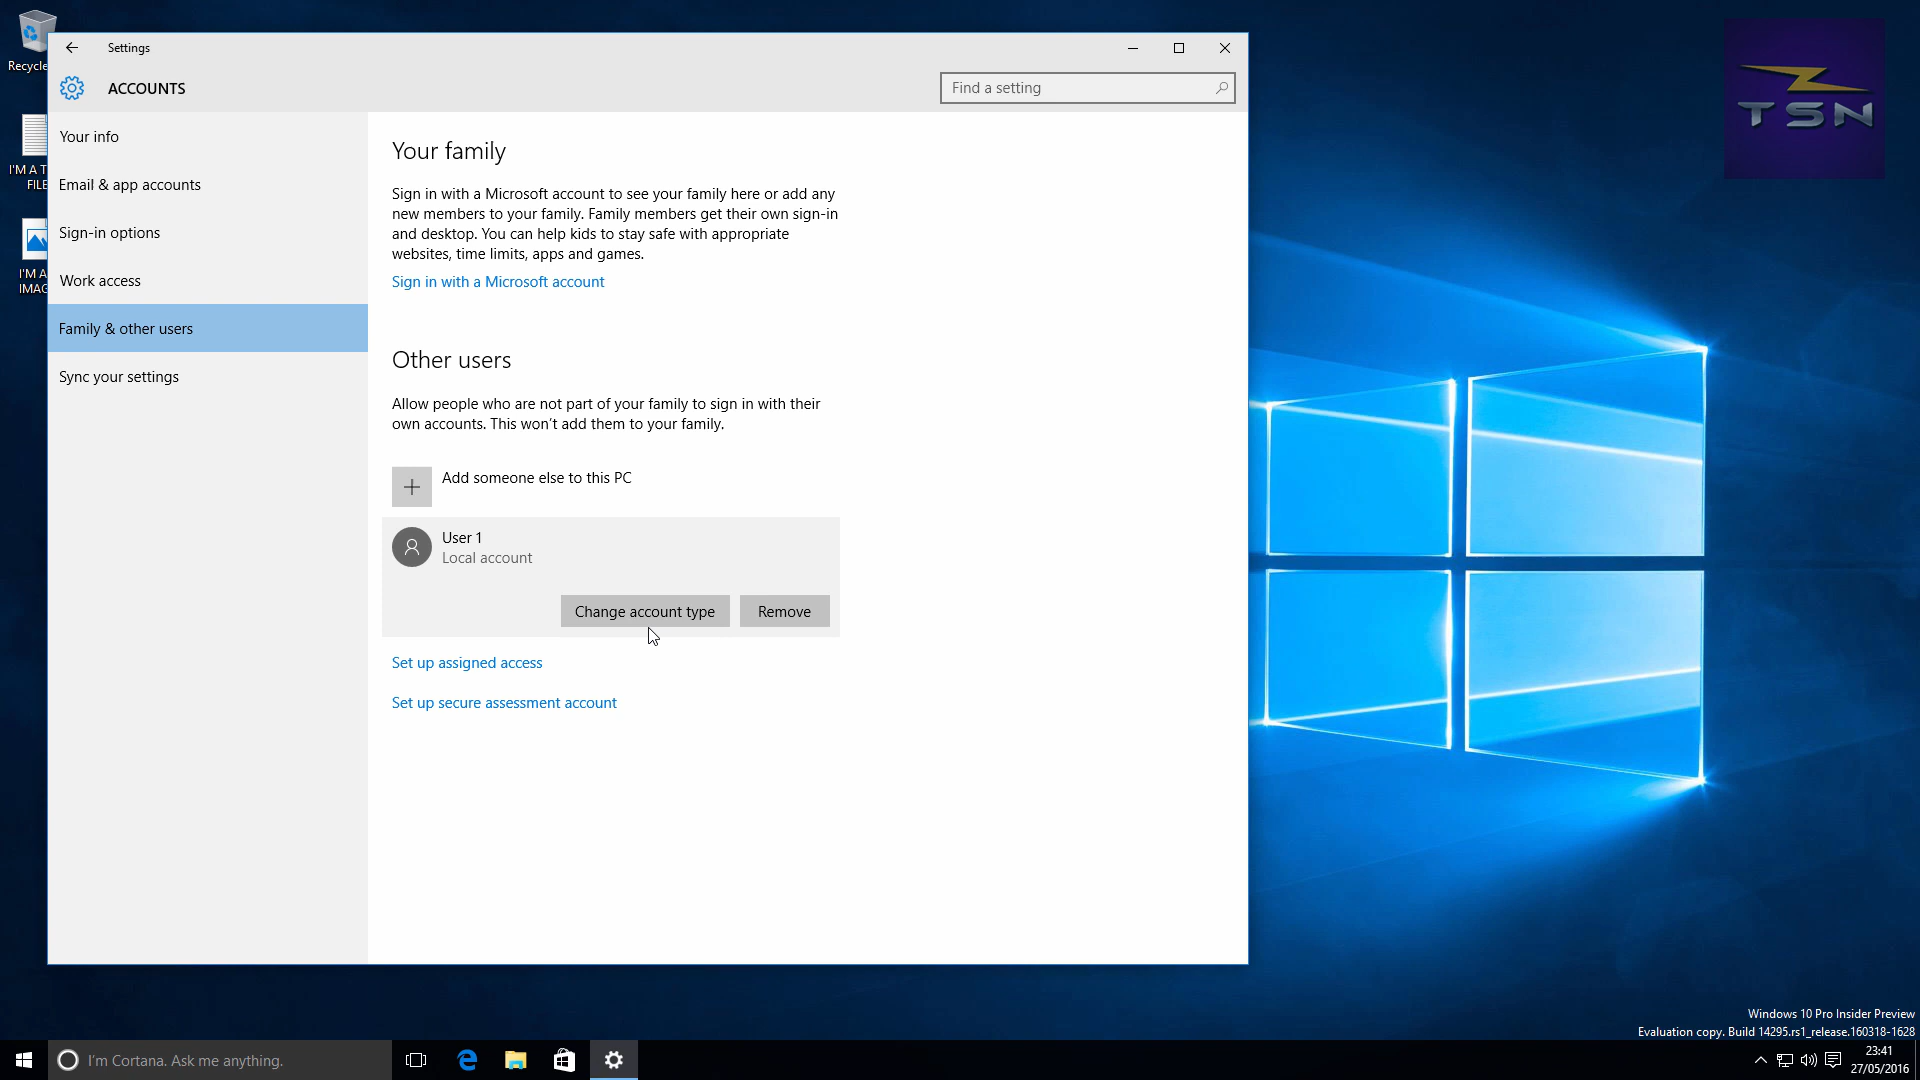 Recycle
I'M A T
FILE
I'M A
IMAG
Settings
ACCOUNTS
Find a setting
Your info
Email & app accounts
Sign-in options
Work access
Family & other users
Sync your settings
Your family
Sign in with a Microsoft account to see your family here or add any
new members to your family. Family members get their own sign-in
and desktop. You can help kids to stay safe with appropriate
websites, time limits, apps and games.
Sign in with a Microsoft account
Other users
Allow people who are not part of your family to sign in with their
own accounts. This won't add them to your family.
Add someone else to this PC
User 1
Local account
Change account type
Remove
Set up assigned access
Set up secure assessment account
TSN
Windows 10 Pro Insider Preview
Evaluation copy. Build 14295.rs1_release.160318-1628
I'm Cortana. Ask me anything.
23:41
27/05/2016